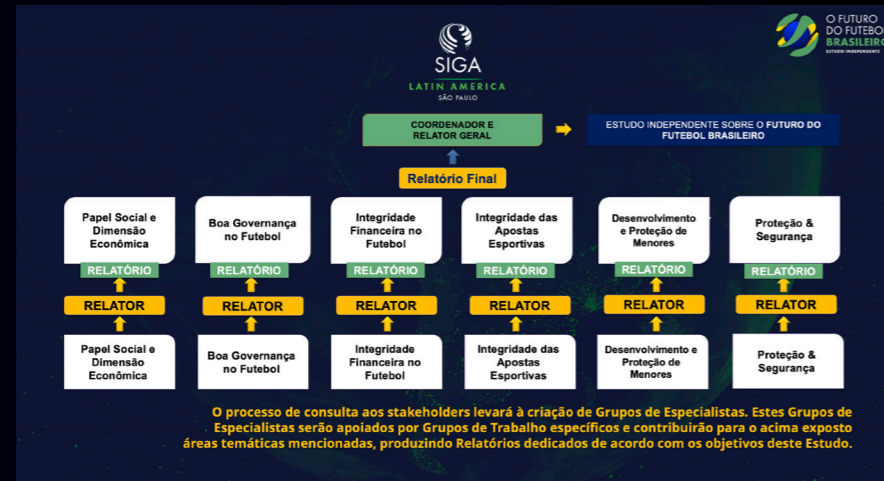 O FUTURO
DO FUTEBOL
BRASILEIRO
ESTUDO INDEPENDENTE
SIGA
LATIN AMERICA
SÃO PAULO
COORDENADOR E
RELATOR GERAL
ESTUDO INDEPENDENTE SOBRE O FUTURO DO
FUTEBOL BRASILEIRO
Relatório Final
Papel Social e
Dimensão
Econômica
Boa Governança
no Futebol
Integridade
Financeira no
Futebol
Integridade das
Apostas
Esportivas
Desenvolvimento
e Proteção de
Menores
Proteção &
Segurança
RELATÓRIO
RELATÓRIO
RELATÓRIO
RELATÓRIO
RELATÓRIO
RELATÓRIO
RELATOR
RELATOR
RELATOR
RELATOR
RELATOR
RELATOR
Papel Social e
Dimensão
Econômica
Boa Governança
no Futebol
Integridade
Financeira no
Futebol
Integridade das
Apostas
Esportivas
Desenvolvimento e
Proteção de
Menores
Proteção &
Segurança
O processo de consulta aos stakeholders levará à criação de Grupos de Especialistas. Estes Grupos de
Especialistas serão apoiados por Grupos de Trabalho específicos e contribuirão para o acima exposto
áreas temáticas mencionadas, produzindo Relatórios dedicados de acordo com os objetivos deste Estudo.